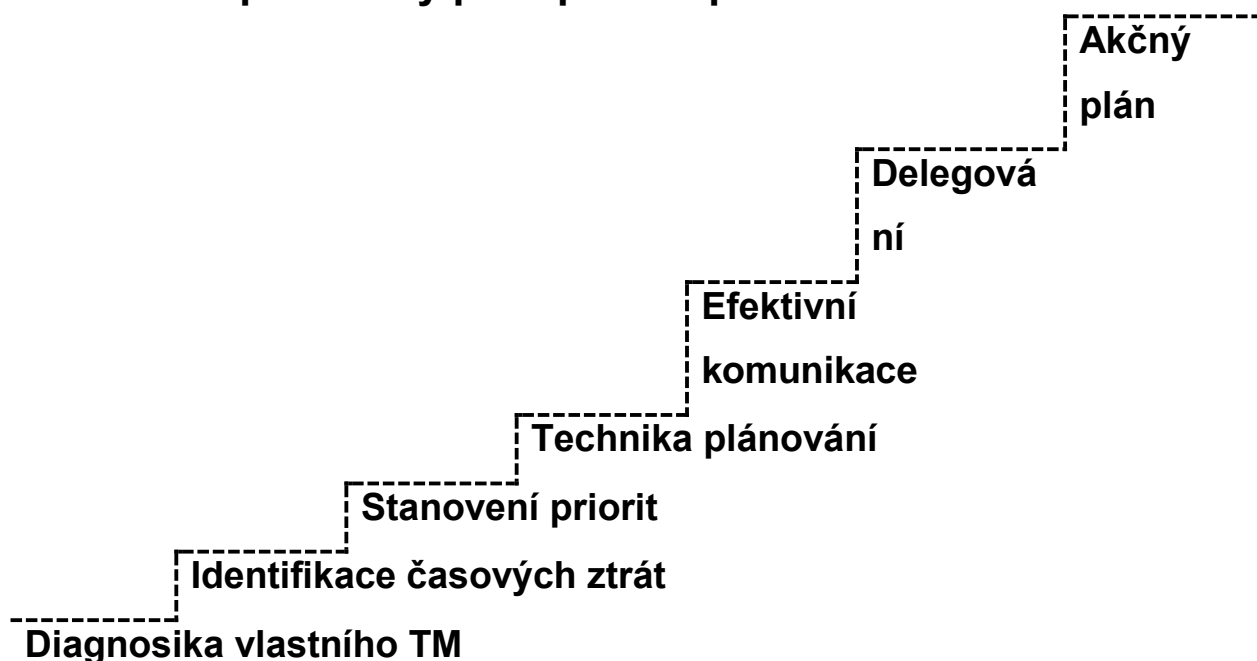 Akčný
plán
Delegová
ní
Efektivní
komunikace
Technika plánování
Stanovení priorit
Identifikace časových ztrát
Diagnosika vlastního TM